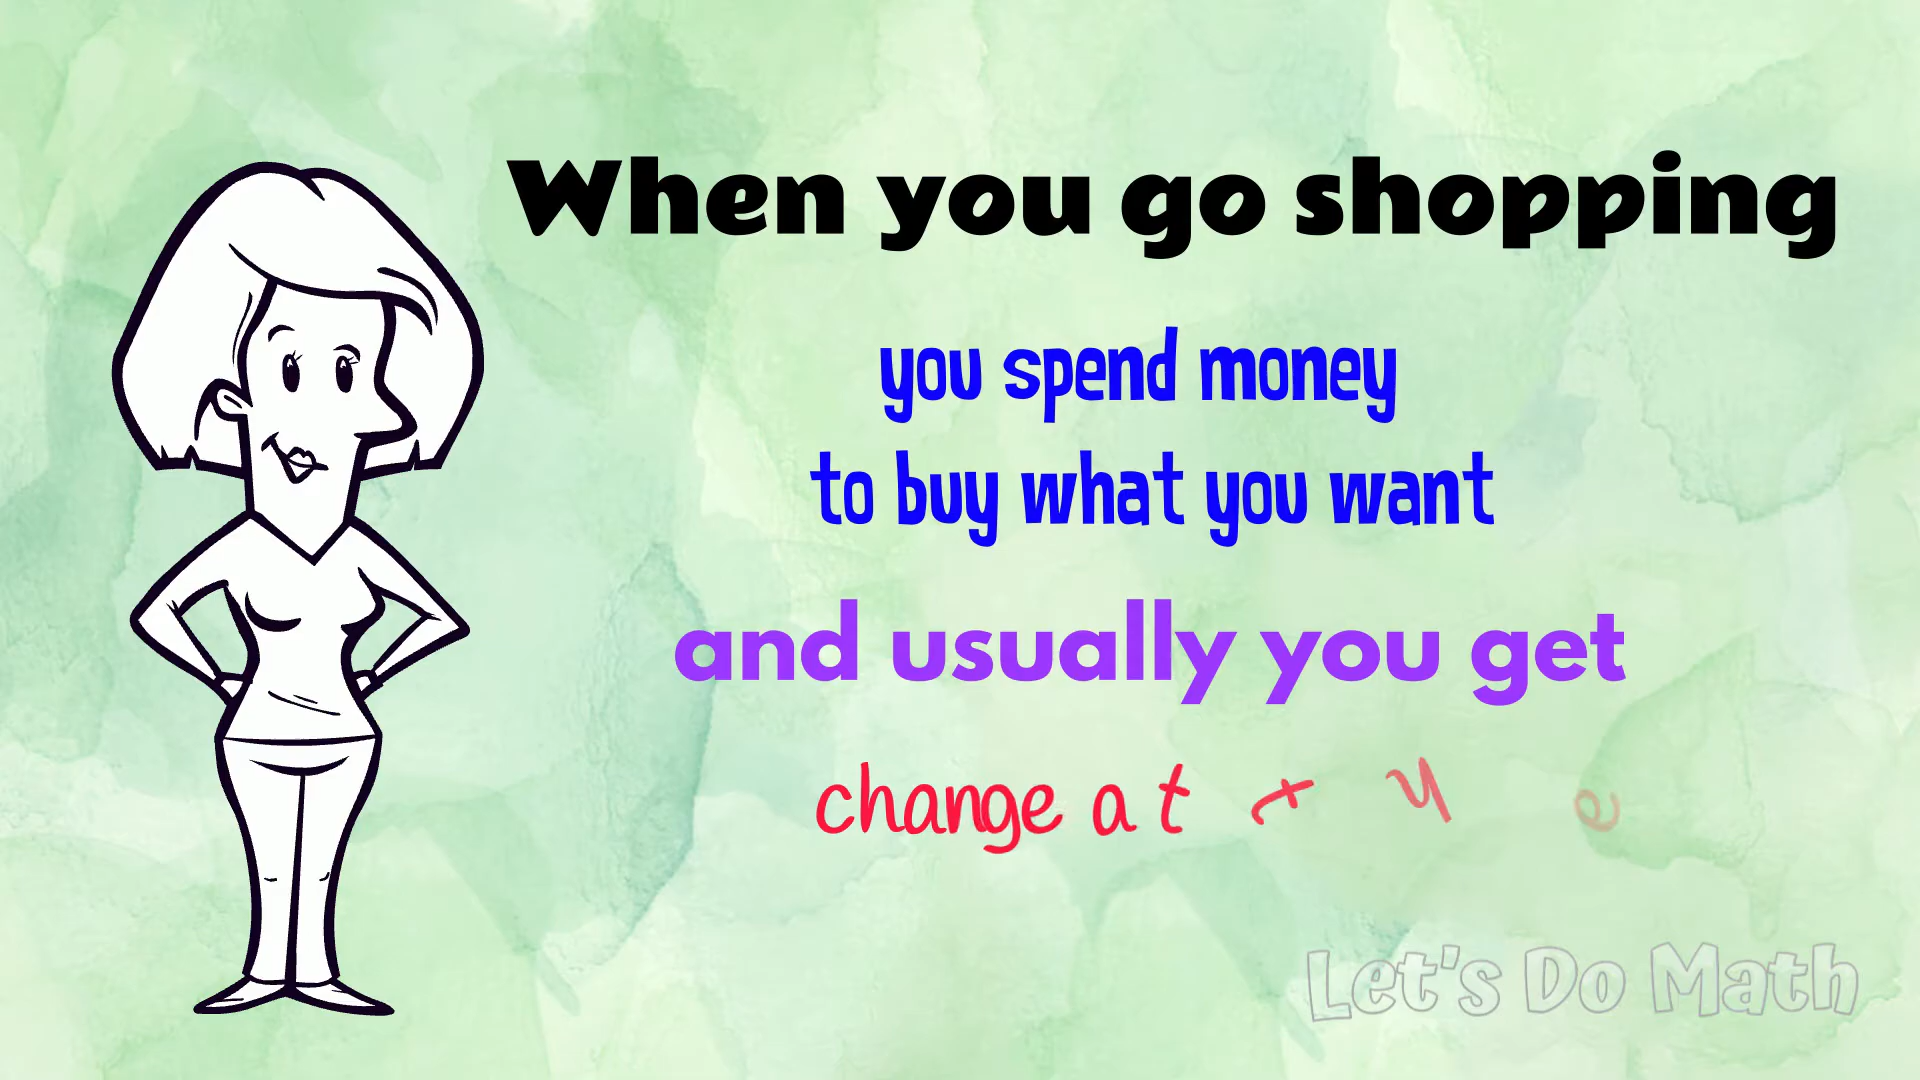 When you go shopping
you spend money
to buy what you want
and usually you get
change at
Let's Do Math